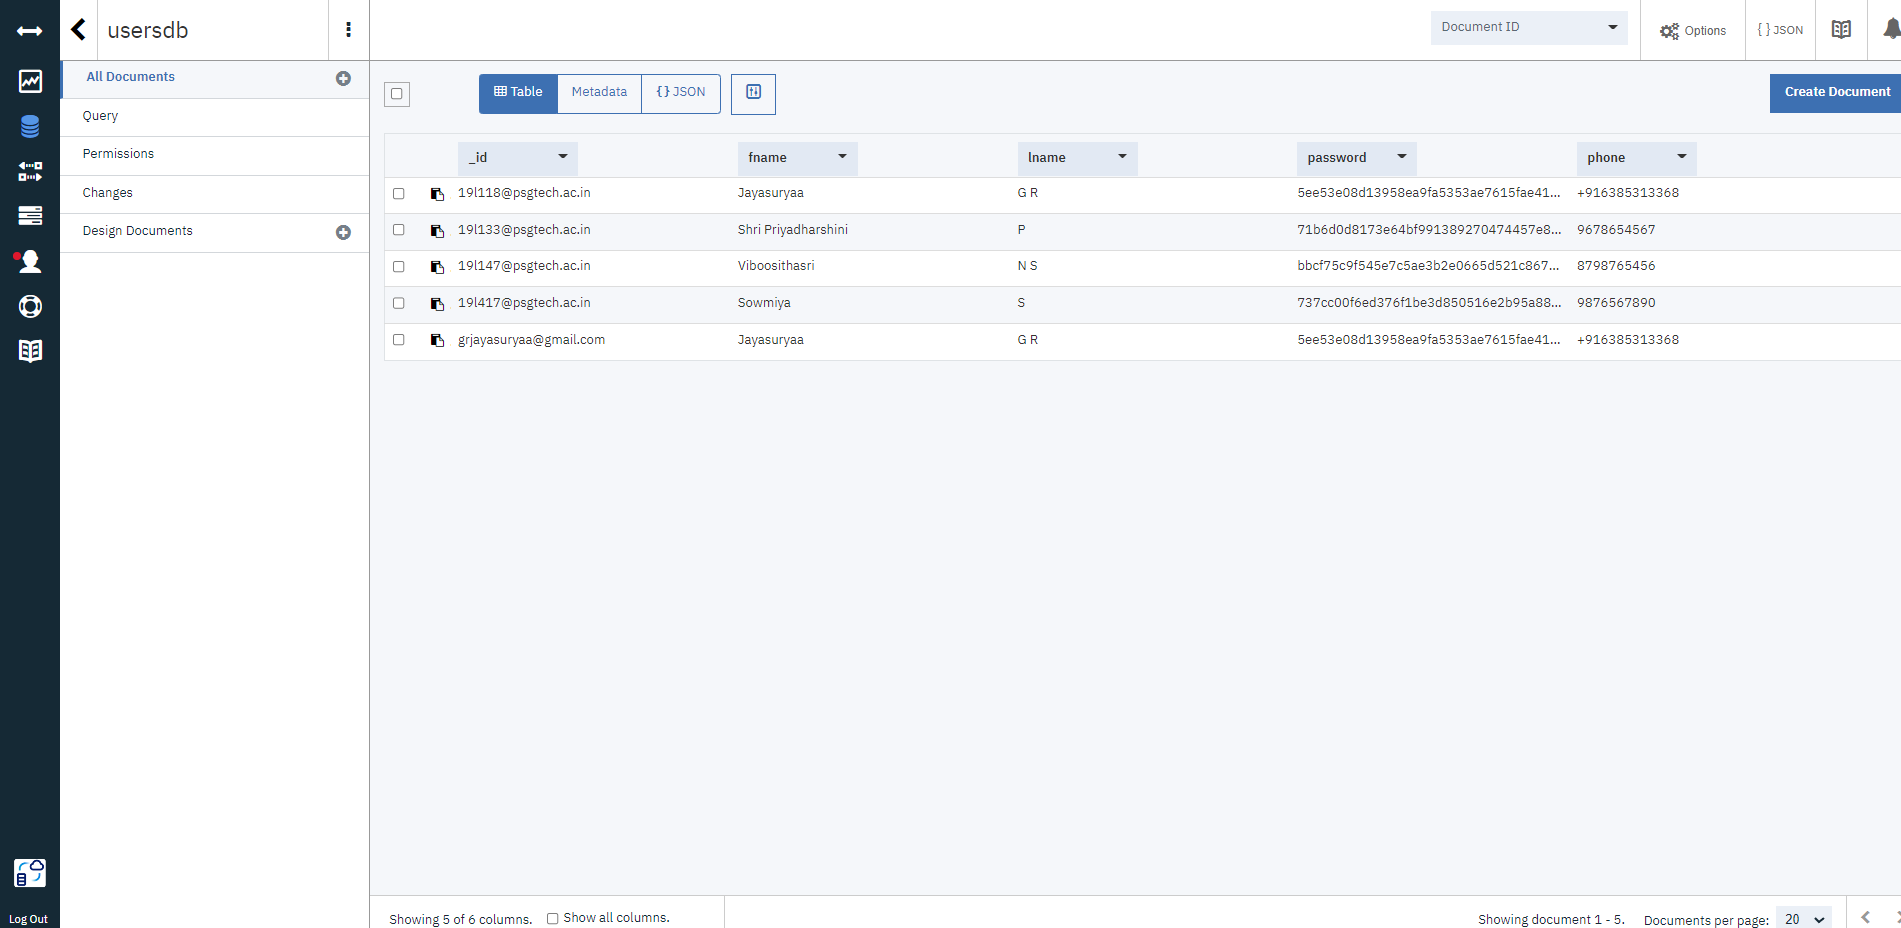 usersdb
Document ID
Options
{ } JSON
All Documents
Query
Permissions
Changes
Design Documents
Table
Metadata
{ } JSON
Create Document
_id fname lname password phone
19l118@psgtech.ac.in Jayasuryaa G R 5ee53e08d13958ea9fa5353ae7615fae41... +916385313368
19l133@psgtech.ac.in Shri Priyadharshini P 71b6d0d8173e64bf991389270474457e8... 9678654567
19l147@psgtech.ac.in Viboosithasri N S bbcf75c9f545e7c5ae3b2e0665d521c867... 8798765456
19l417@psgtech.ac.in Sowmiya S 737cc00f6ed376f1be3d850516e2b95a88... 9876567890
grjayasuryaa@gmail.com Jayasuryaa G R 5ee53e08d13958ea9fa5353ae7615fae41... +916385313368
Log Out
Showing 5 of 6 columns.
Show all columns.
Showing document 1 - 5.
Documents per page: 20